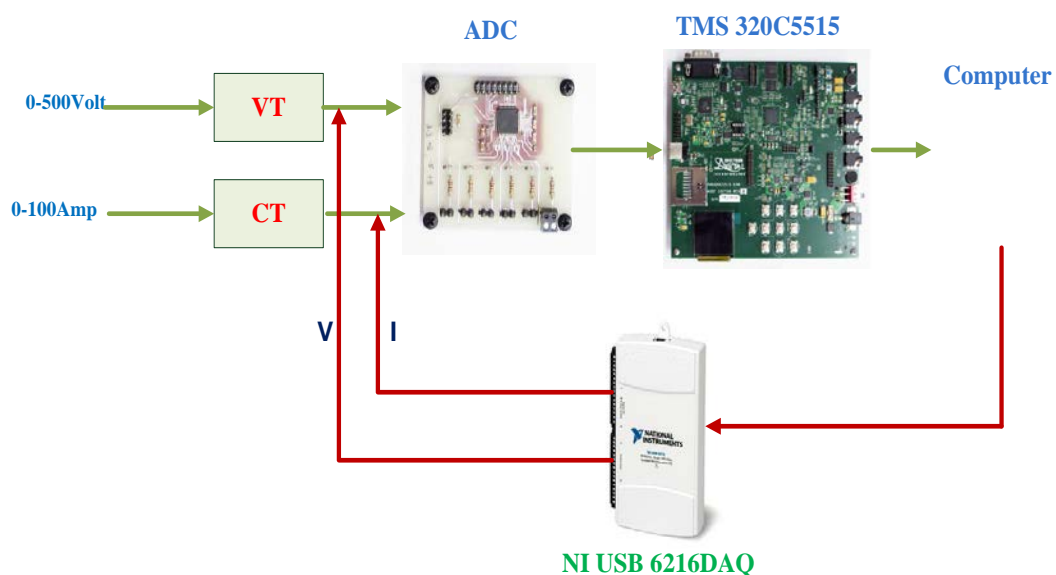 ADC
TMS 320C5515
Computer
0-500Volt
VT
0-100Amp
CT
V
I
NATIONAL
INSTRUMENTS
NI USB 6216DAQ